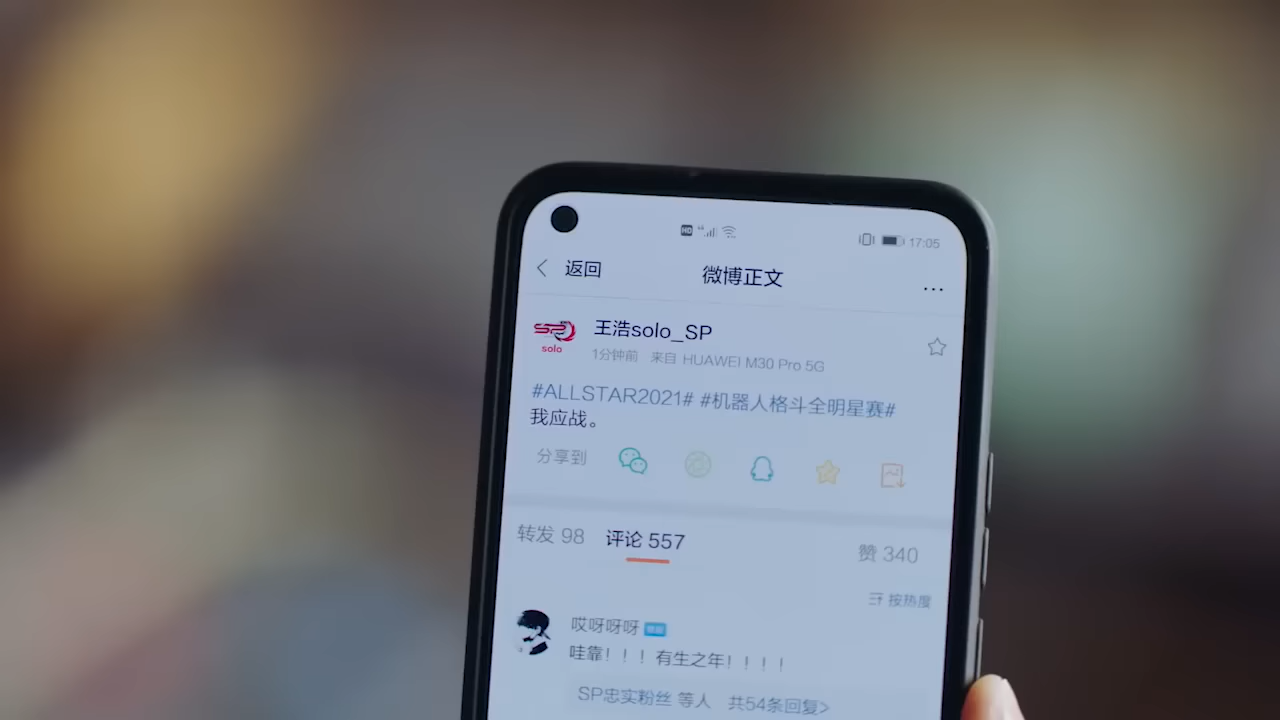 HD 17:05
返回 微博正文 ...
SP solo
王浩solo_SP
1分钟前 来自 HUAWEI M30 Pro 5G
#ALLSTAR2021# #机器人格斗全明星赛#
我应战。
分享到
转发 98 评论 557 赞 340
按热度
哎呀呀呀
哇靠！！！有生之年！！！！
SP忠实粉丝 等人 共54条回复>